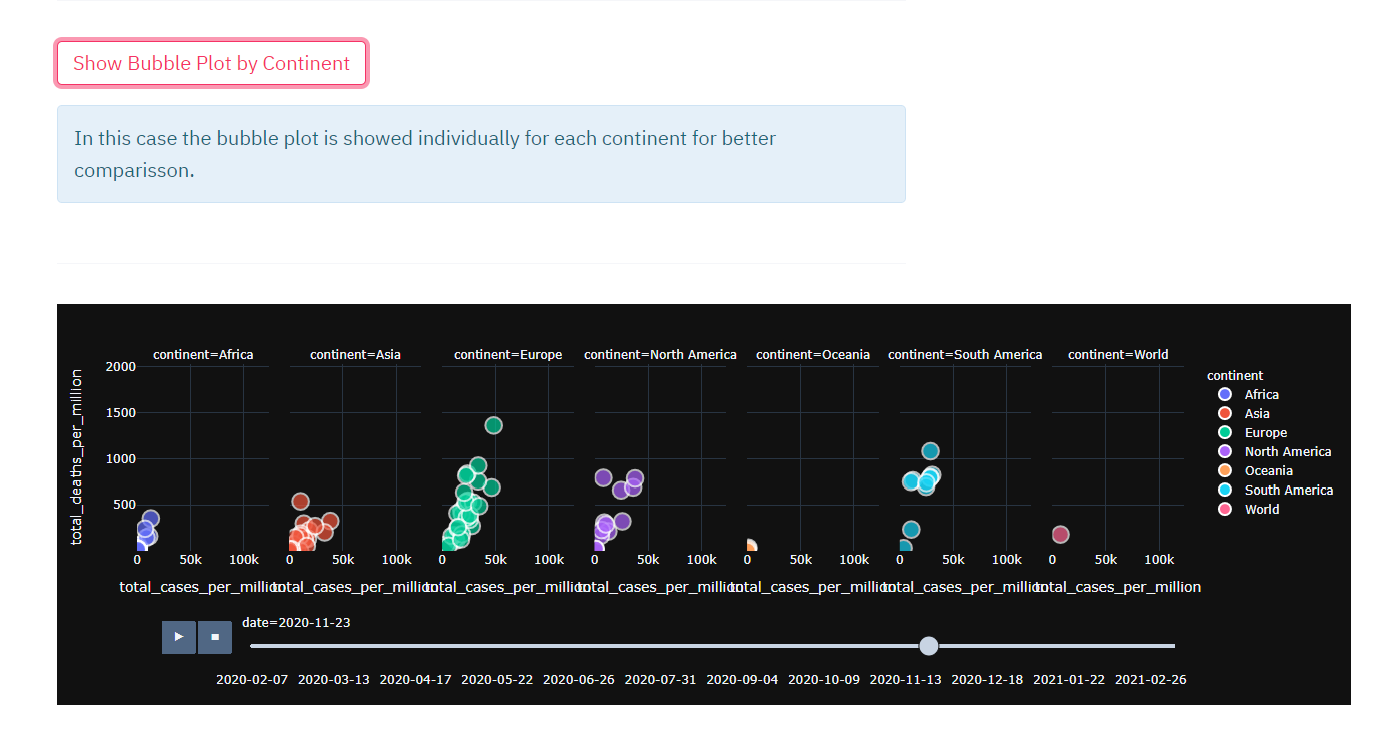 Show Bubble Plot by Continent
In this case the bubble plot is showed individually for each continent for better
comparisson.
continent=Africa continent=Asia continent=Europe continent=North America continent=Oceania continent=South America continent=World
total_deaths_per_million
2000
1500
1000
500
0 50k 100k 0 50k 100k 0 50k 100k 0 50k 100k 0 50k 100k 0 50k 100k 0 50k 100k
total_cases_per_million total_cases_per_million total_cases_per_million total_cases_per_million total_cases_per_million total_cases_per_million total_cases_per_million
continent
Africa
Asia
Europe
North America
Oceania
South America
World
date=2020-11-23
2020-02-07 2020-03-13 2020-04-17 2020-05-22 2020-06-26 2020-07-31 2020-09-04 2020-10-09 2020-11-13 2020-12-18 2021-01-22 2021-02-26